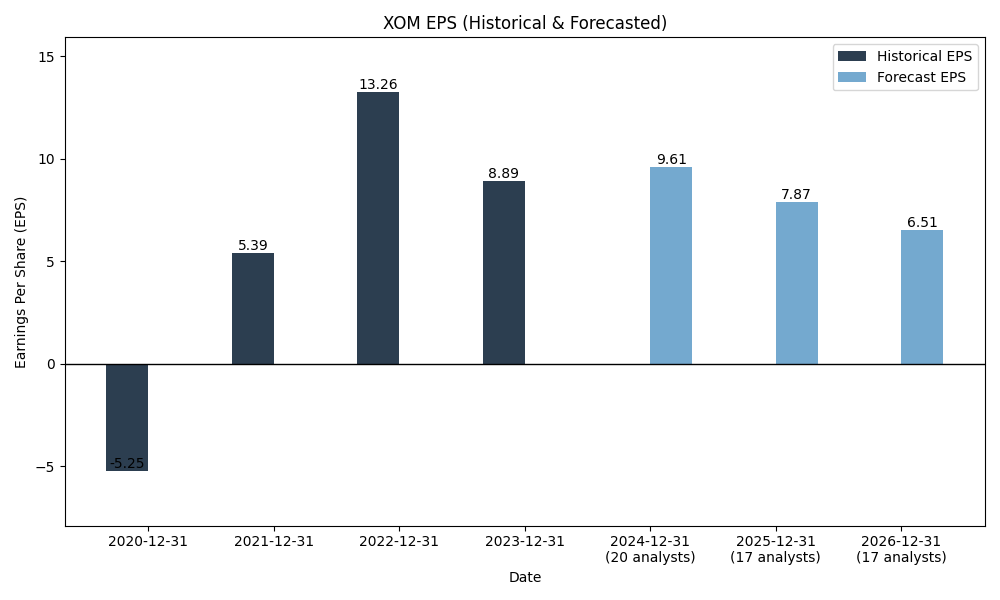 XOM EPS (Historical & Forecasted)
Historical EPS
Forecast EPS
Earnings Per Share (EPS)
15
10
5
0
−5
-5.25
5.39
13.26
8.89
9.61
7.87
6.51
2020-12-31
2021-12-31
2022-12-31
2023-12-31
2024-12-31
(20 analysts)
2025-12-31
(17 analysts)
2026-12-31
(17 analysts)
Date